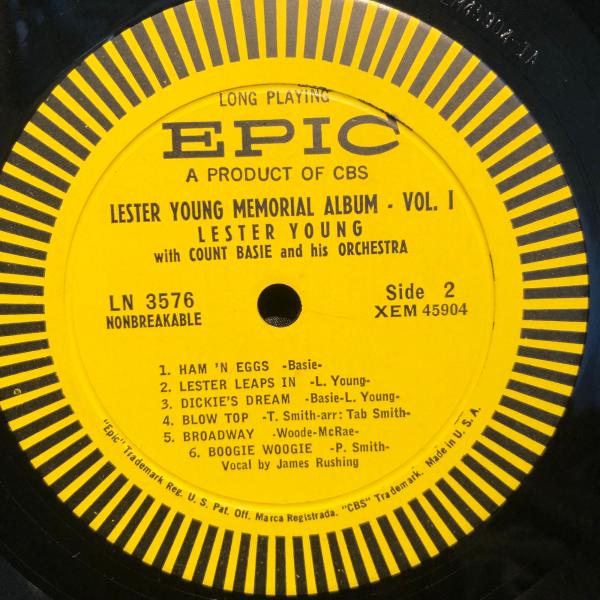 LONG PLAYING
EPIC
A PRODUCT OF CBS
LESTER YOUNG MEMORIAL ALBUM - VOL. I
LESTER YOUNG
with COUNT BASIE and his ORCHESTRA
LN 3576
NONBREAKABLE
Side 2
XEM 45904
1. HAM 'N EGGS -Basie-
2. LESTER LEAPS IN -L. Young-
3. DICKIE'S DREAM -Basie-L. Young-
4. BLOW TOP -T. Smith-arr: Tab Smith-
5. BROADWAY -Woode-McRae-
6. BOOGIE WOOGIE -P. Smith-
Vocal by James Rushing
"Epic" Trademark Reg. U. S. Pat. Off. Marca Registrada. "CBS" Trademark. Made in U. S. A.